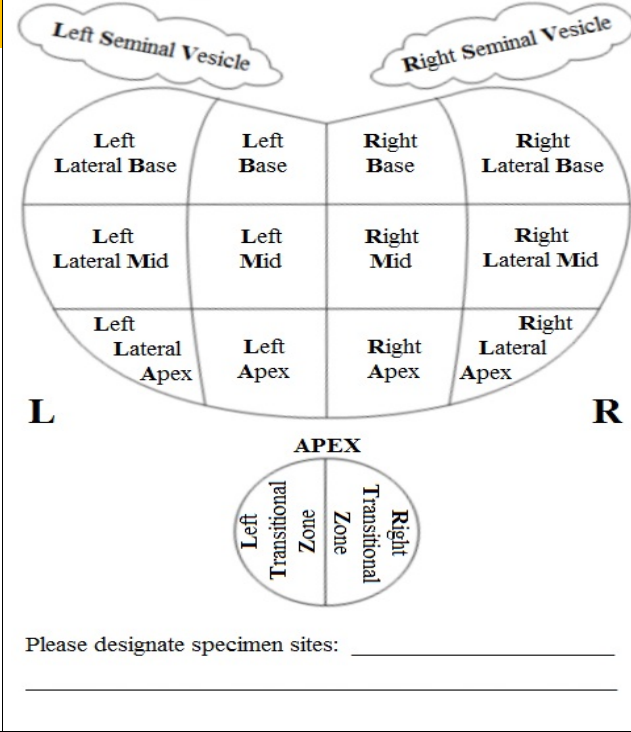 Left Seminal Vesicle
Right Seminal Vesicle
Left
Lateral Base
Left
Base
Right
Base
Right
Lateral Base
Left
Lateral Mid
Left
Mid
Right
Mid
Right
Lateral Mid
Left
Lateral
Apex
Left
Apex
Right
Apex
Right
Lateral
Apex
L
R
APEX
Left
Transitional
Zone
Right
Transitional
Zone
Please designate specimen sites: